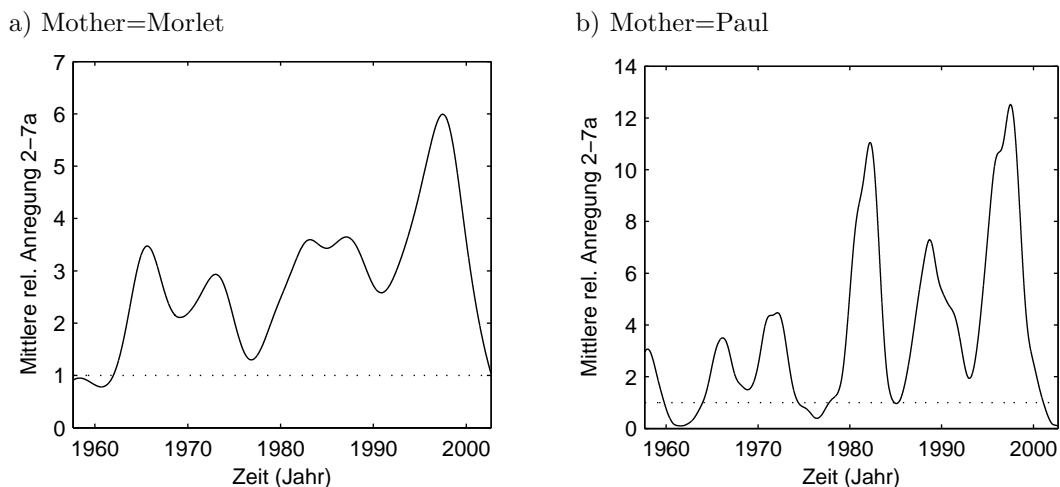 a) Mother=Morlet
7
6
5
4
3
2
1
0
1960 1970 1980 1990 2000
Zeit (Jahr)
Mittlere rel. Anregung 2−7a
b) Mother=Paul
14
12
10
8
6
4
2
0
1960 1970 1980 1990 2000
Zeit (Jahr)
Mittlere rel. Anregung 2−7a